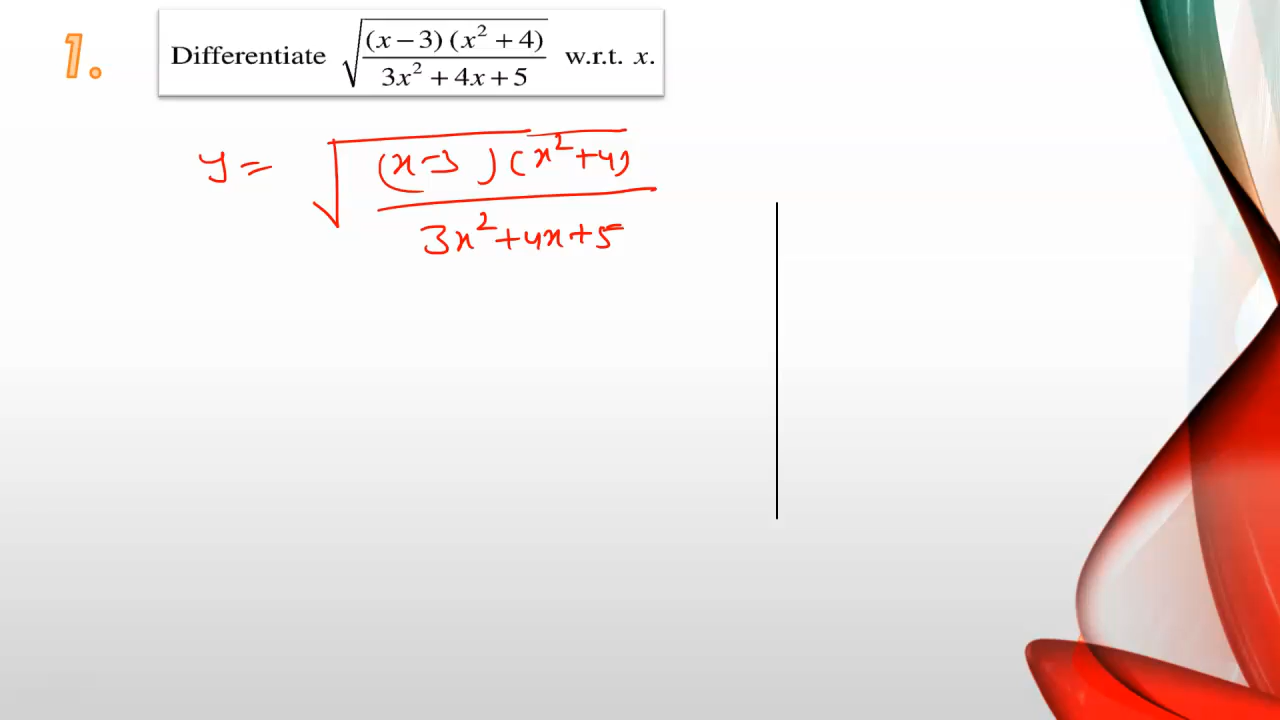 1.
Differentiate √((x − 3) (x² + 4) / (3x² + 4x + 5)) w.r.t. x.
y = √((x − 3) (x² + 4) / (3x² + 4x + 5))